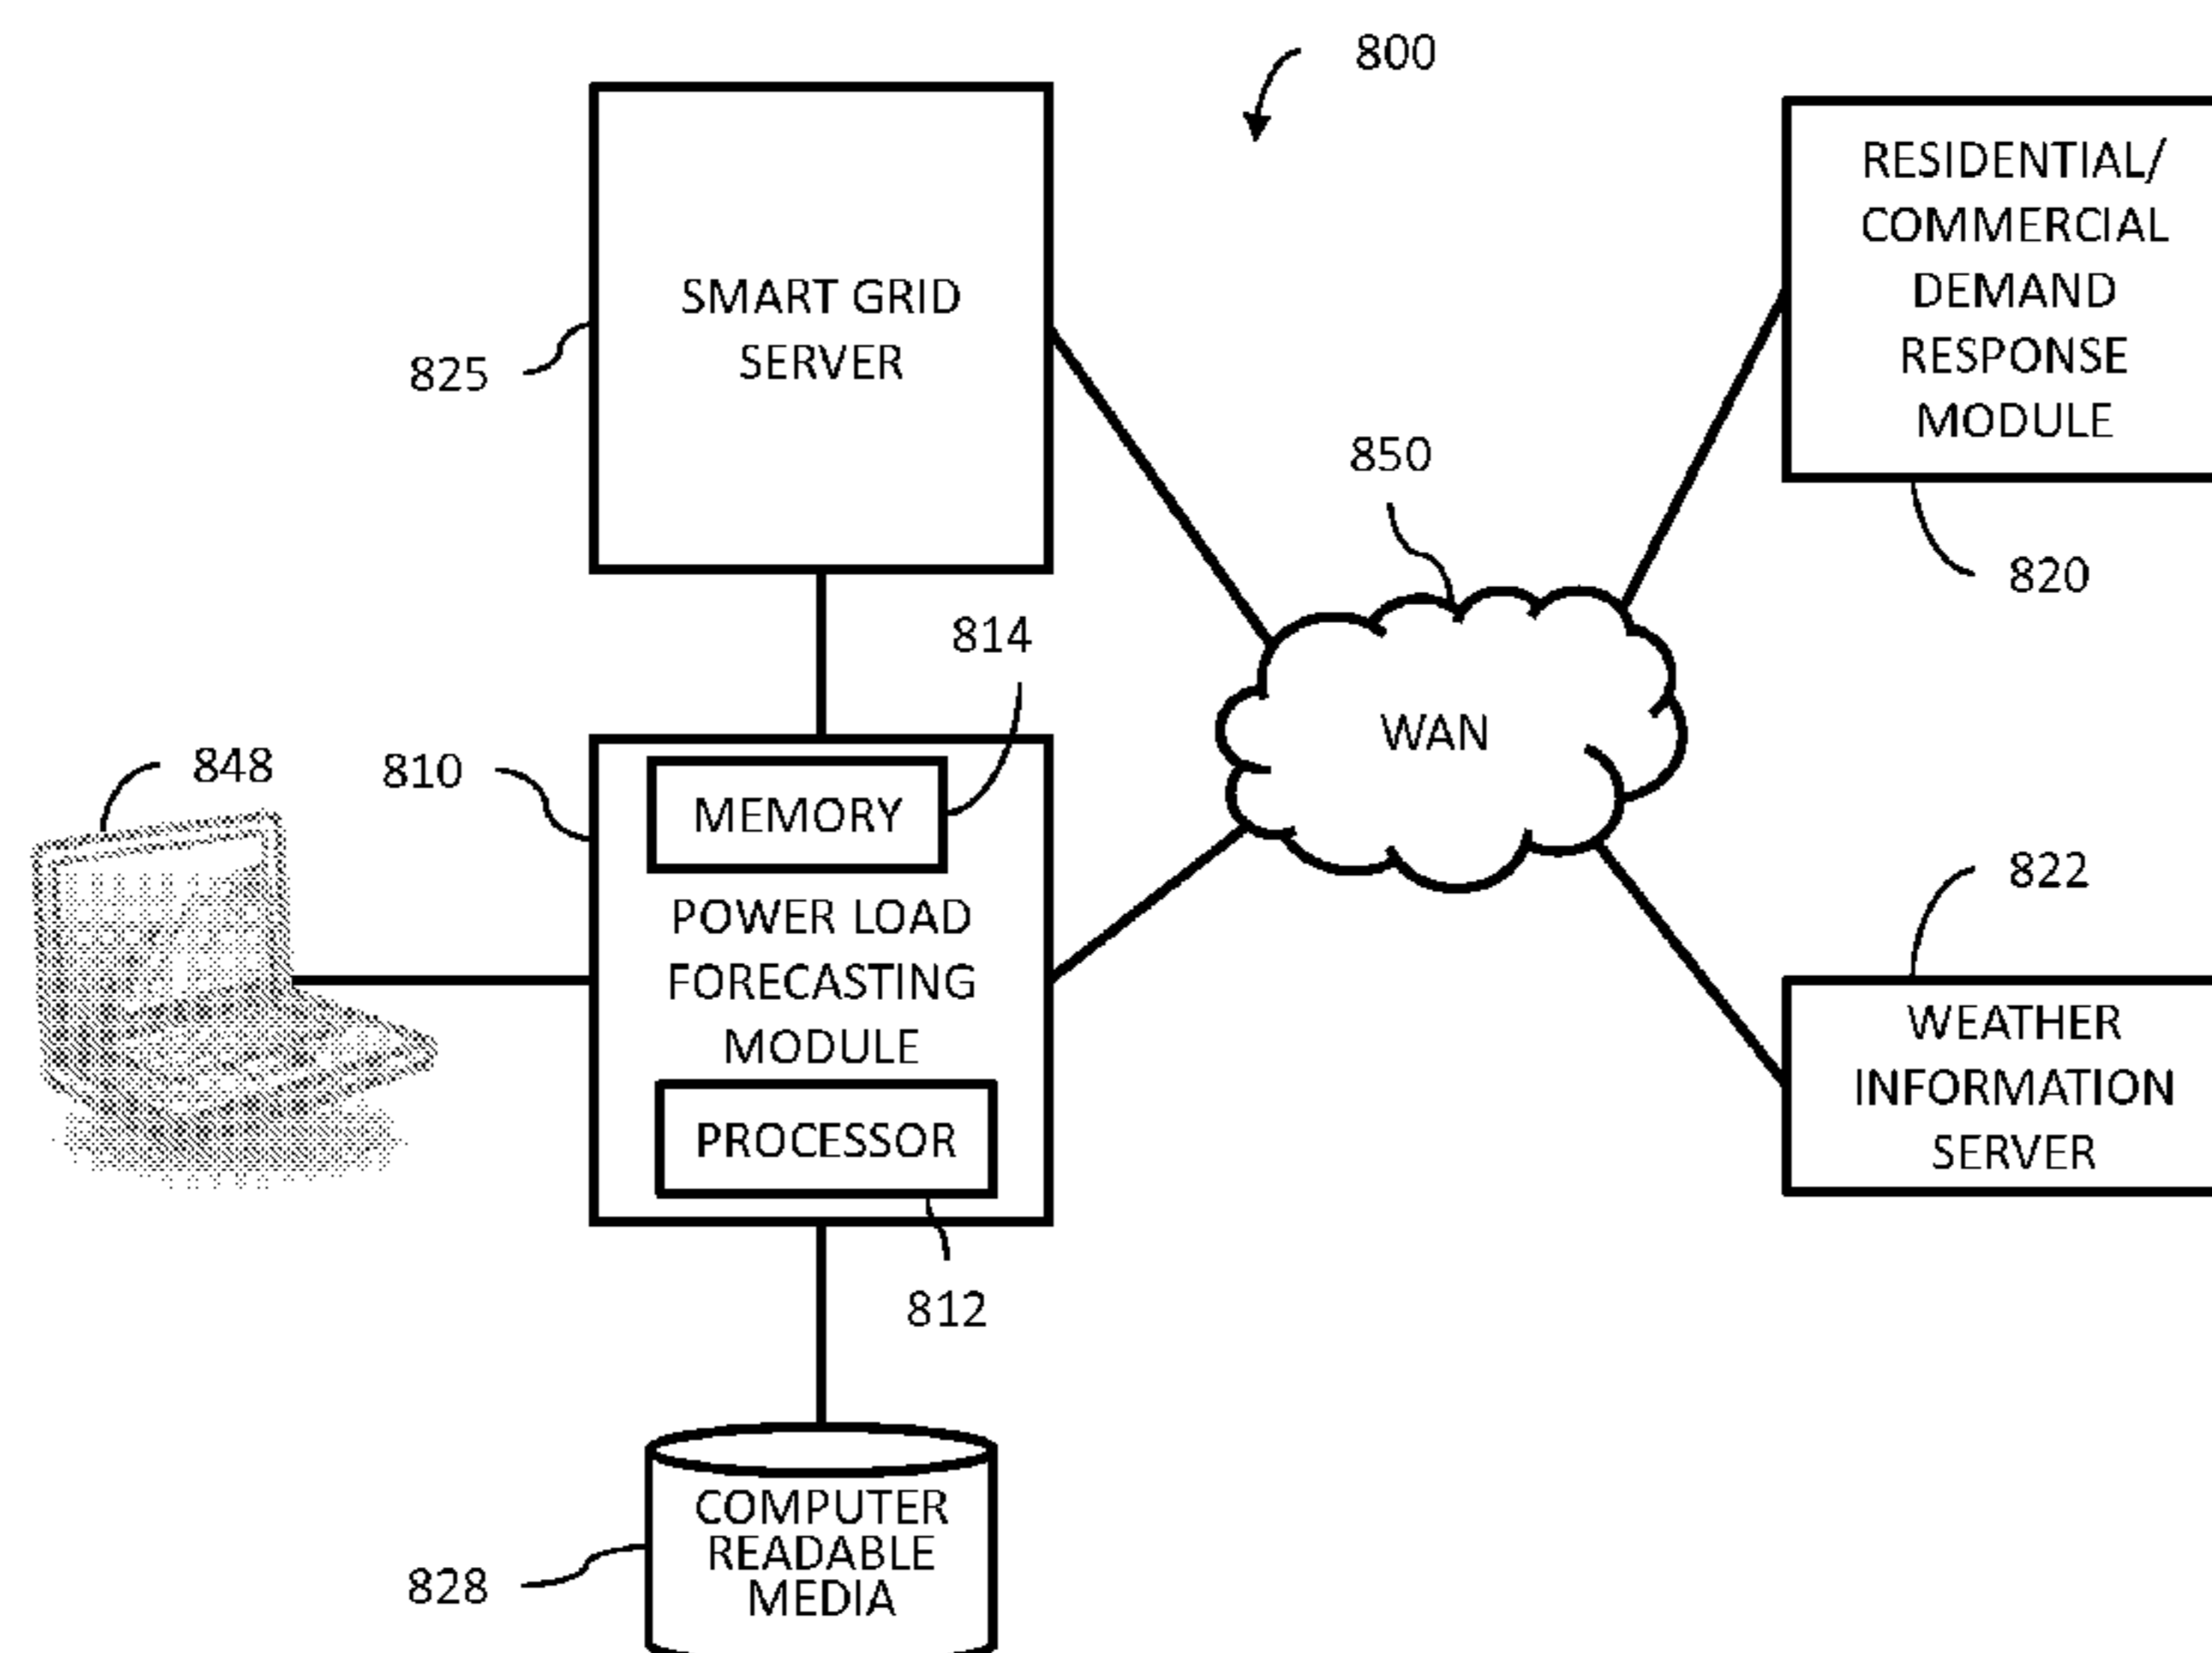 800
SMART GRID
SERVER
825
RESIDENTIAL/
COMMERCIAL
DEMAND
RESPONSE
MODULE
820
850
WAN
814
848
810
MEMORY
POWER LOAD
FORECASTING
MODULE
PROCESSOR
812
822
WEATHER
INFORMATION
SERVER
COMPUTER
READABLE
MEDIA
828